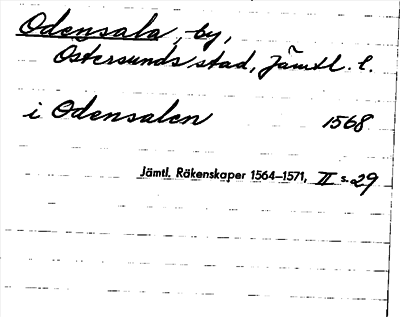 Odensala, by,
Östersunds stad, Jämtl. l.
i Odensalen 1568
Jämtl. Räkenskaper 1564–1571, II s. 29